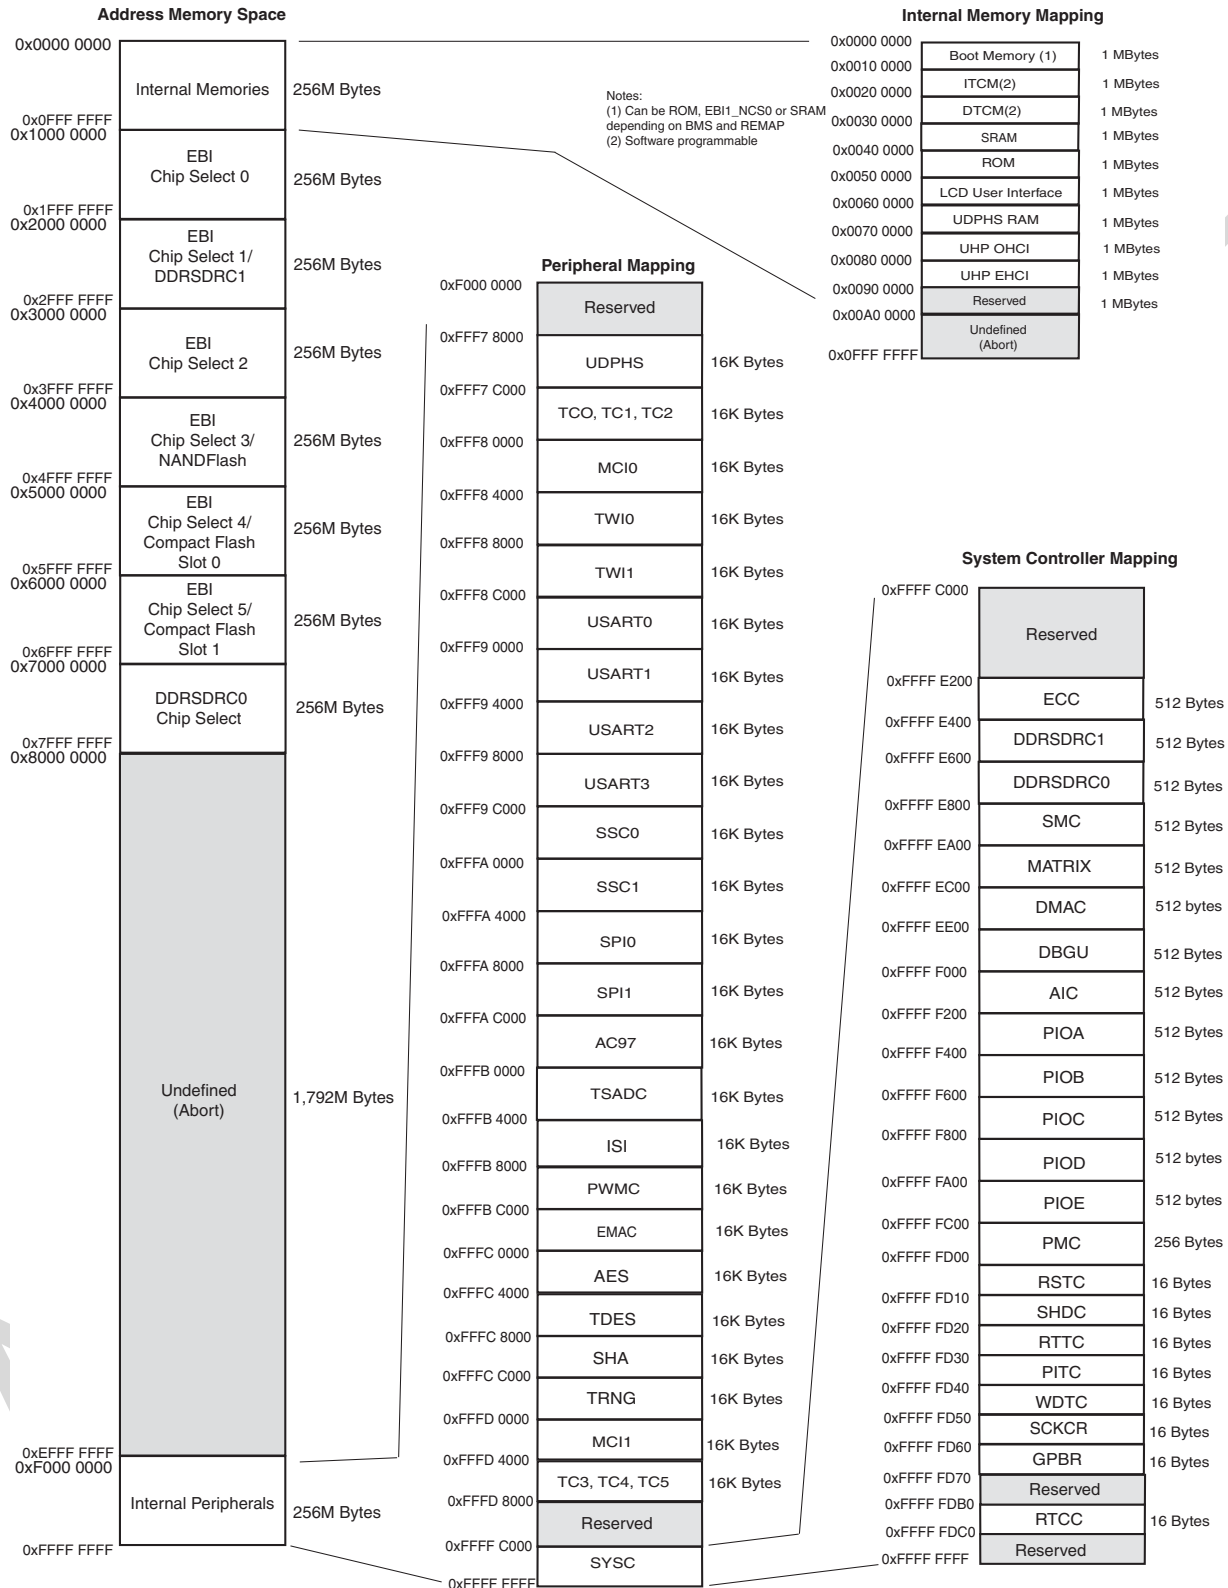 Address Memory Space
0x0000 0000
Internal Memories
256M Bytes
0x0FFF FFFF
0x1000 0000
EBI
Chip Select 0
256M Bytes
0x1FFF FFFF
0x2000 0000
EBI
Chip Select 1/
DDRSDRC1
256M Bytes
0x2FFF FFFF
0x3000 0000
EBI
Chip Select 2
256M Bytes
0x3FFF FFFF
0x4000 0000
EBI
Chip Select 3/
NANDFlash
256M Bytes
0x4FFF FFFF
0x5000 0000
EBI
Chip Select 4/
Compact Flash
Slot 0
256M Bytes
0x5FFF FFFF
0x6000 0000
EBI
Chip Select 5/
Compact Flash
Slot 1
256M Bytes
0x6FFF FFFF
0x7000 0000
DDRSDRC0
Chip Select
256M Bytes
0x7FFF FFFF
0x8000 0000
Undefined
(Abort)
1,792M Bytes
0xEFFF FFFF
0xF000 0000
Internal Peripherals
256M Bytes
0xFFFF FFFF
Notes:
(1) Can be ROM, EBI1_NCS0 or SRAM
depending on BMS and REMAP
(2) Software programmable
Internal Memory Mapping
0x0000 0000
Boot Memory (1)
1 MBytes
0x0010 0000
ITCM(2)
1 MBytes
0x0020 0000
DTCM(2)
1 MBytes
0x0030 0000
SRAM
1 MBytes
0x0040 0000
ROM
1 MBytes
0x0050 0000
LCD User Interface
1 MBytes
0x0060 0000
UDPHS RAM
1 MBytes
0x0070 0000
UHP OHCI
1 MBytes
0x0080 0000
UHP EHCI
1 MBytes
0x0090 0000
Reserved
1 MBytes
0x00A0 0000
Undefined
(Abort)
0x0FFF FFFF
Peripheral Mapping
0xF000 0000
Reserved
0xFFF7 8000
UDPHS
16K Bytes
0xFFF7 C000
TCO, TC1, TC2
16K Bytes
0xFFF8 0000
MCI0
16K Bytes
0xFFF8 4000
TWI0
16K Bytes
0xFFF8 8000
TWI1
16K Bytes
0xFFF8 C000
USART0
16K Bytes
0xFFF9 0000
USART1
16K Bytes
0xFFF9 4000
USART2
16K Bytes
0xFFF9 8000
USART3
16K Bytes
0xFFF9 C000
SSC0
16K Bytes
0xFFFA 0000
SSC1
16K Bytes
0xFFFA 4000
SPI0
16K Bytes
0xFFFA 8000
SPI1
16K Bytes
0xFFFA C000
AC97
16K Bytes
0xFFFB 0000
TSADC
16K Bytes
0xFFFB 4000
ISI
16K Bytes
0xFFFB 8000
PWMC
16K Bytes
0xFFFB C000
EMAC
16K Bytes
0xFFFC 0000
AES
16K Bytes
0xFFFC 4000
TDES
16K Bytes
0xFFFC 8000
SHA
16K Bytes
0xFFFC C000
TRNG
16K Bytes
0xFFFD 0000
MCI1
16K Bytes
0xFFFD 4000
TC3, TC4, TC5
16K Bytes
0xFFFD 8000
Reserved
0xFFFF C000
SYSC
0xFFFF FFFF
System Controller Mapping
0xFFFF C000
Reserved
0xFFFF E200
ECC
512 Bytes
0xFFFF E400
DDRSDRC1
512 Bytes
0xFFFF E600
DDRSDRC0
512 Bytes
0xFFFF E800
SMC
512 Bytes
0xFFFF EA00
MATRIX
512 Bytes
0xFFFF EC00
DMAC
512 bytes
0xFFFF EE00
DBGU
512 Bytes
0xFFFF F000
AIC
512 Bytes
0xFFFF F200
PIOA
512 Bytes
0xFFFF F400
PIOB
512 Bytes
0xFFFF F600
PIOC
512 Bytes
0xFFFF F800
PIOD
512 bytes
0xFFFF FA00
PIOE
512 bytes
0xFFFF FC00
PMC
256 Bytes
0xFFFF FD00
RSTC
16 Bytes
0xFFFF FD10
SHDC
16 Bytes
0xFFFF FD20
RTTC
16 Bytes
0xFFFF FD30
PITC
16 Bytes
0xFFFF FD40
WDTC
16 Bytes
0xFFFF FD50
SCKCR
16 Bytes
0xFFFF FD60
GPBR
16 Bytes
0xFFFF FD70
Reserved
0xFFFF FDB0
RTCC
16 Bytes
0xFFFF FDC0
Reserved
0xFFFF FFFF